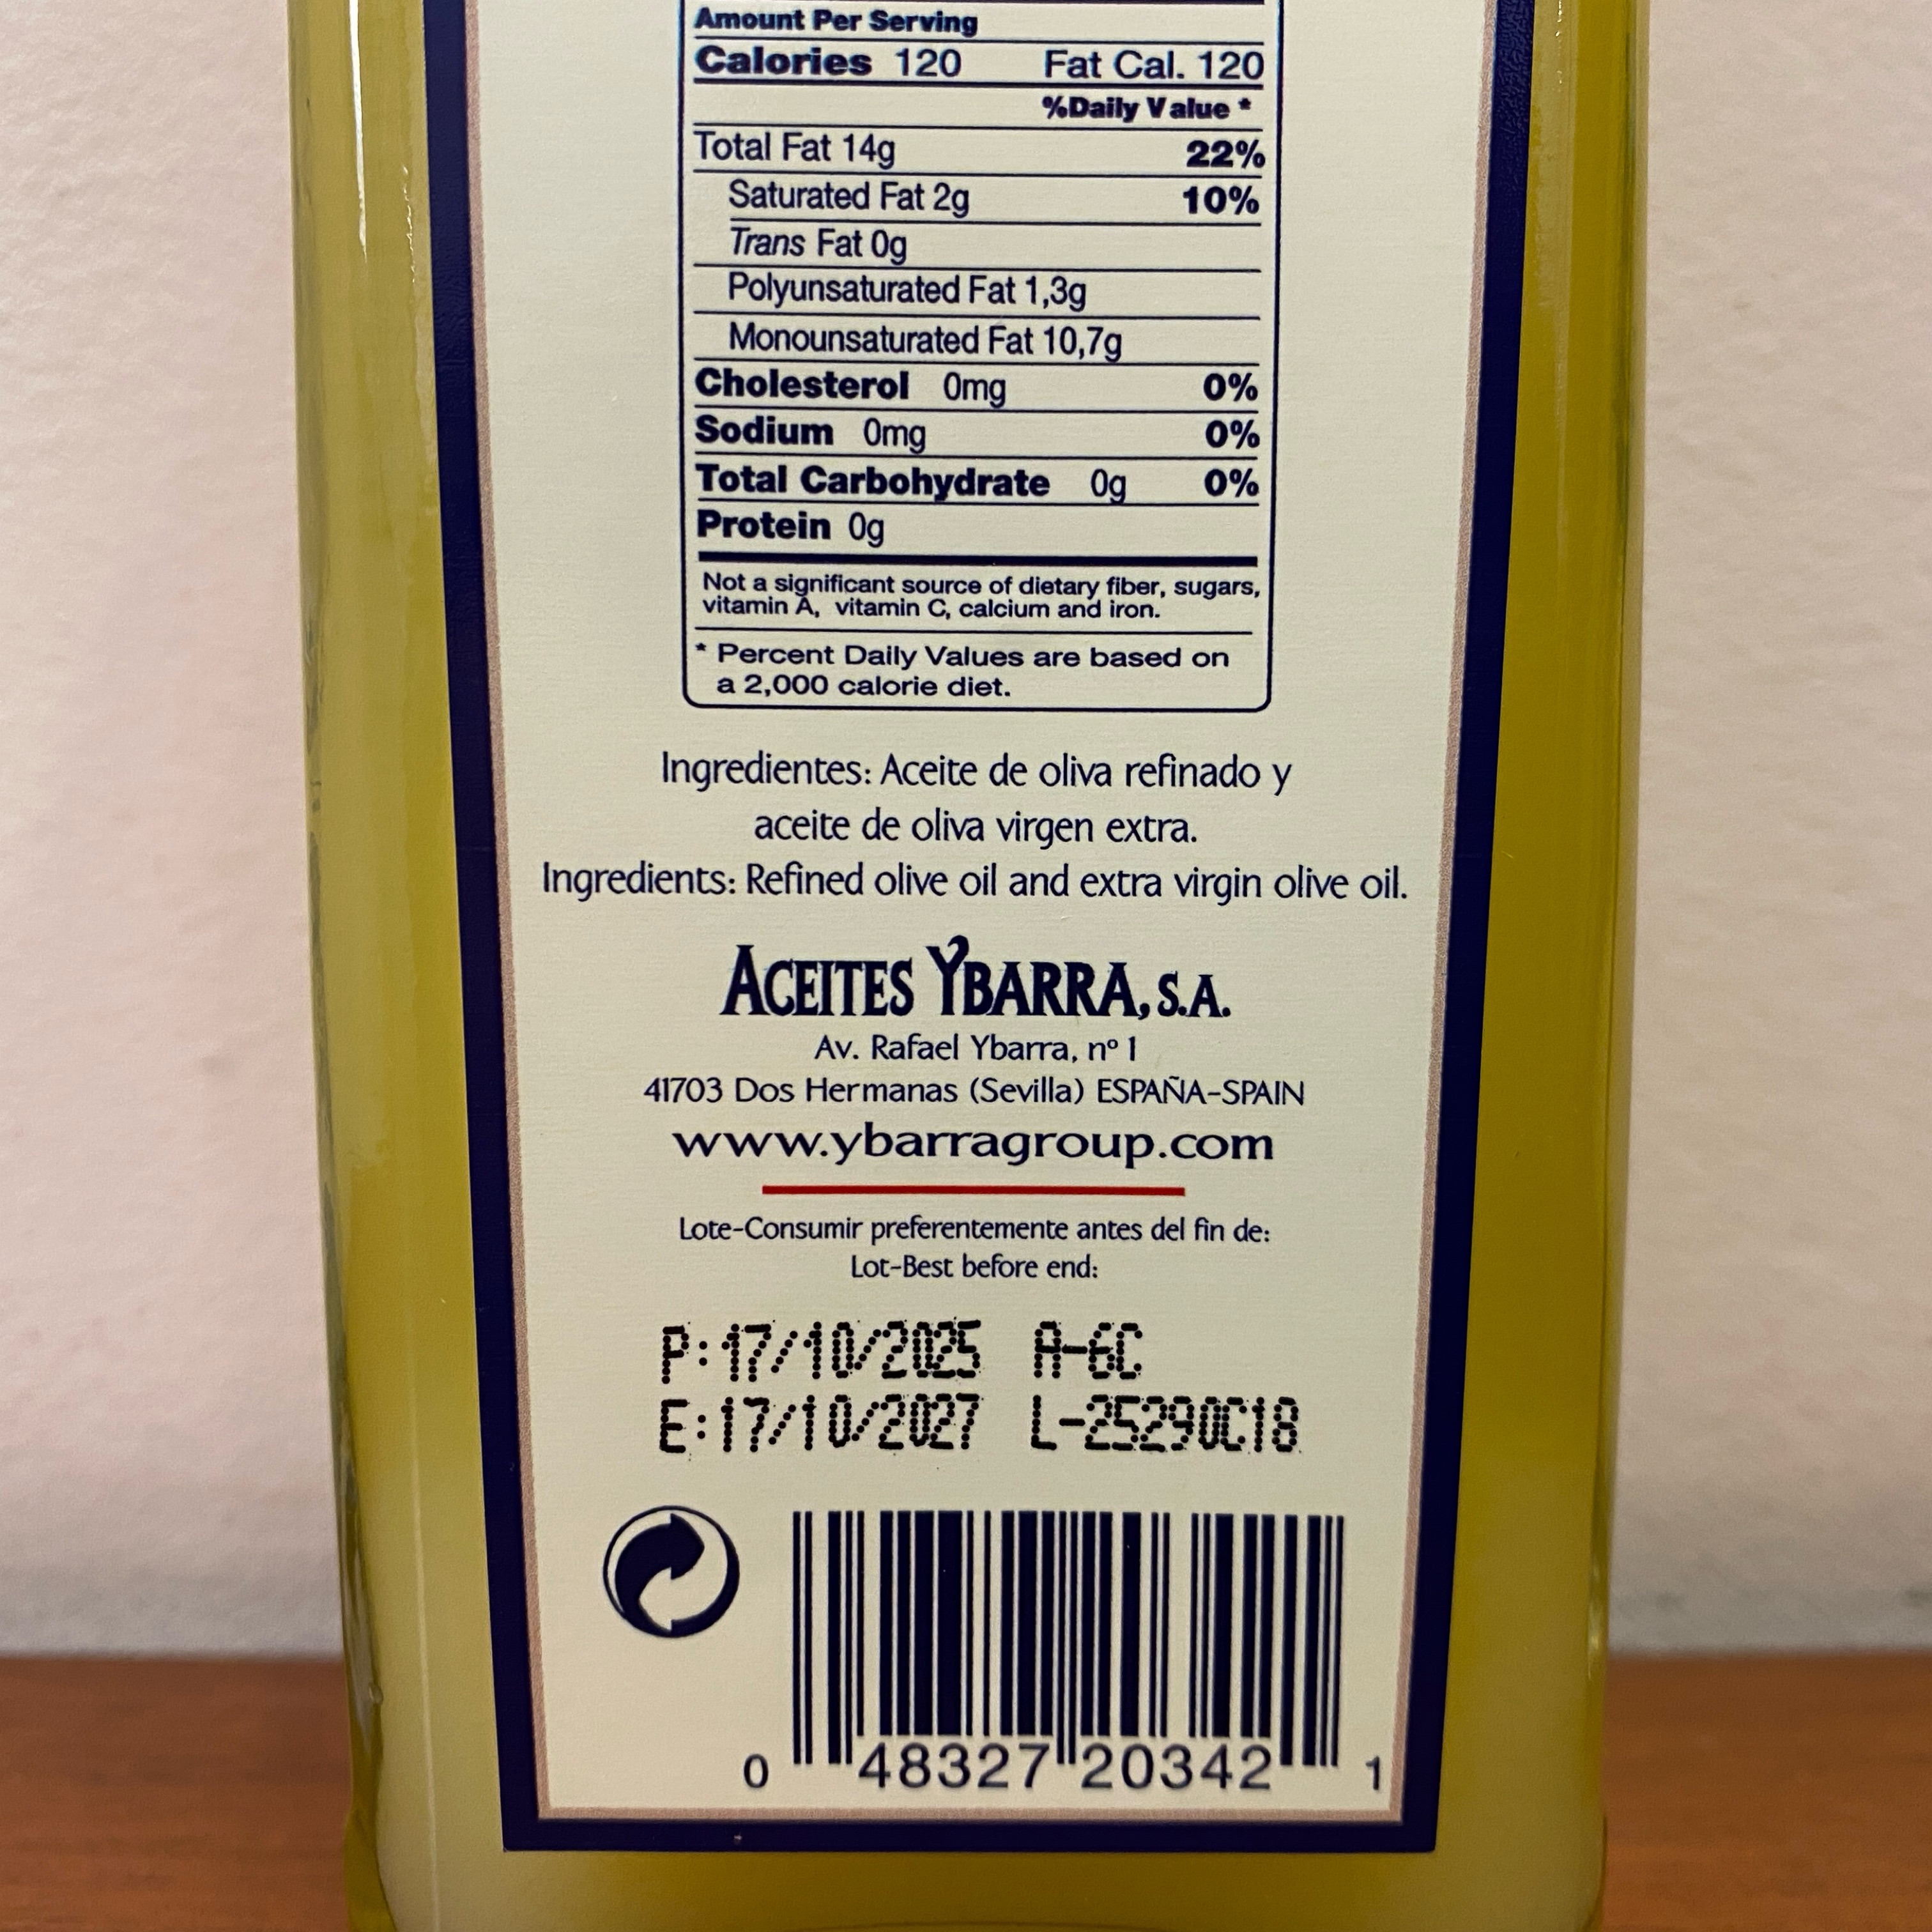 Amount Per Serving
Calories 120 Fat Cal. 120
%Daily Value *
Total Fat 14g 22%
Saturated Fat 2g 10%
Trans Fat 0g
Polyunsaturated Fat 1,3g
Monounsaturated Fat 10,7g
Cholesterol 0mg 0%
Sodium 0mg 0%
Total Carbohydrate 0g 0%
Protein 0g
Not a significant source of dietary fiber, sugars,
vitamin A, vitamin C, calcium and iron.
* Percent Daily Values are based on
a 2,000 calorie diet.
Ingredientes: Aceite de oliva refinado y
aceite de oliva virgen extra.
Ingredients: Refined olive oil and extra virgin olive oil.
ACEITES YBARRA, S.A.
Av. Rafael Ybarra, nº 1
41703 Dos Hermanas (Sevilla) ESPAÑA-SPAIN
www.ybarragroup.com
Lote-Consumir preferentemente antes del fin de:
Lot-Best before end:
P:17/10/2025 A-6C
E:17/10/2027 L-25290C18
0 48327 20342 1